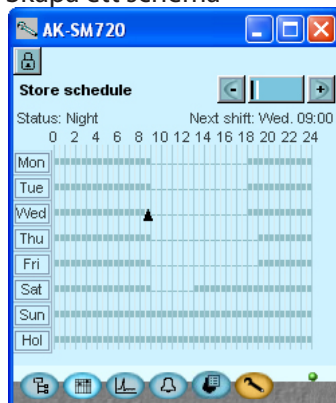 Skapa ett schema
AK-SM720
Store schedule
Status: Night Next shift: Wed. 09:00
0 2 4 6 8 10 12 14 16 18 20 22 24
Mon
Tue
Wed
Thu
Fri
Sat
Sun
Hol